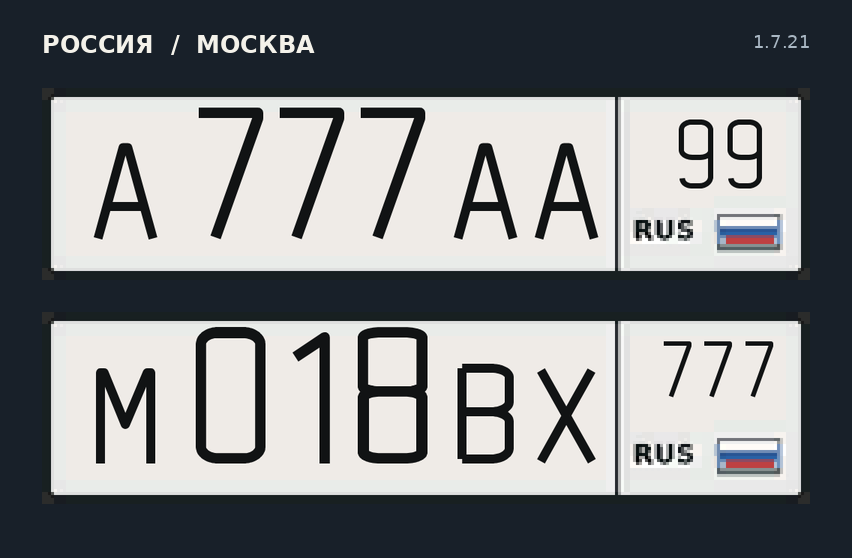 РОССИЯ / МОСКВА
1.7.21
А 777 АА 99
RUS
М 018 ВХ 777
RUS